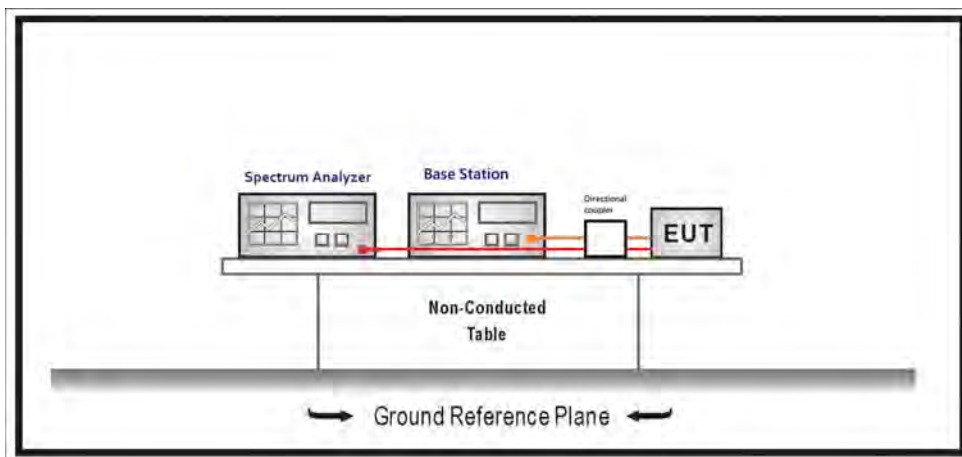 Spectrum Analyzer
Base Station
Directional
coupler
EUT
Non-Conducted
Table
Ground Reference Plane